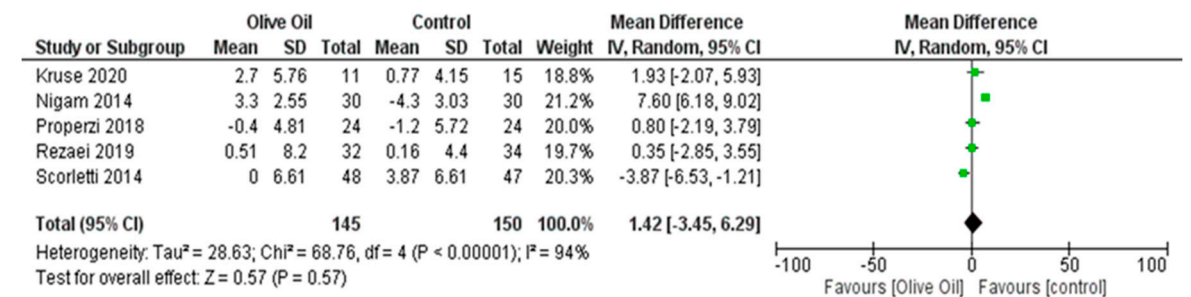 Olive Oil Control Mean Difference Mean Difference
Study or Subgroup Mean SD Total Mean SD Total Weight IV, Random, 95% CI IV, Random, 95% CI
Kruse 2020 2.7 5.76 11 0.77 4.15 15 18.8% 1.93 [-2.07, 5.93]
Nigam 2014 3.3 2.55 30 -4.3 3.03 30 21.2% 7.60 [6.18, 9.02]
Properzi 2018 -0.4 4.81 24 -1.2 5.72 24 20.0% 0.80 [-2.19, 3.79]
Rezaei 2019 0.51 8.2 32 0.16 4.4 34 19.7% 0.35 [-2.85, 3.55]
Scorletti 2014 0 6.61 48 3.87 6.61 47 20.3% -3.87 [-6.53, -1.21]
Total (95% CI) 145 150 100.0% 1.42 [-3.45, 6.29]
Heterogeneity: Tau² = 28.63; Chi² = 68.76, df = 4 (P < 0.00001); I² = 94%
Test for overall effect: Z = 0.57 (P = 0.57)
-100 -50 0 50 100
Favours [Olive Oil] Favours [control]